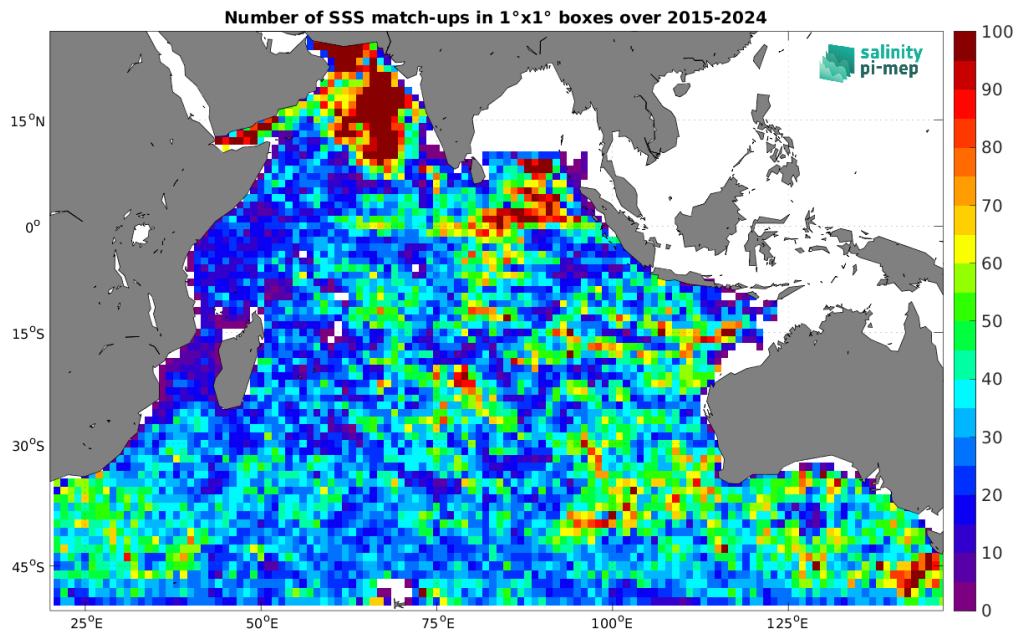 Number of SSS match-ups in 1°x1° boxes over 2015-2024
salinity
pi-mep
15°N
0°
15°S
30°S
45°S
25°E
50°E
75°E
100°E
125°E
100
90
80
70
60
50
40
30
20
10
0